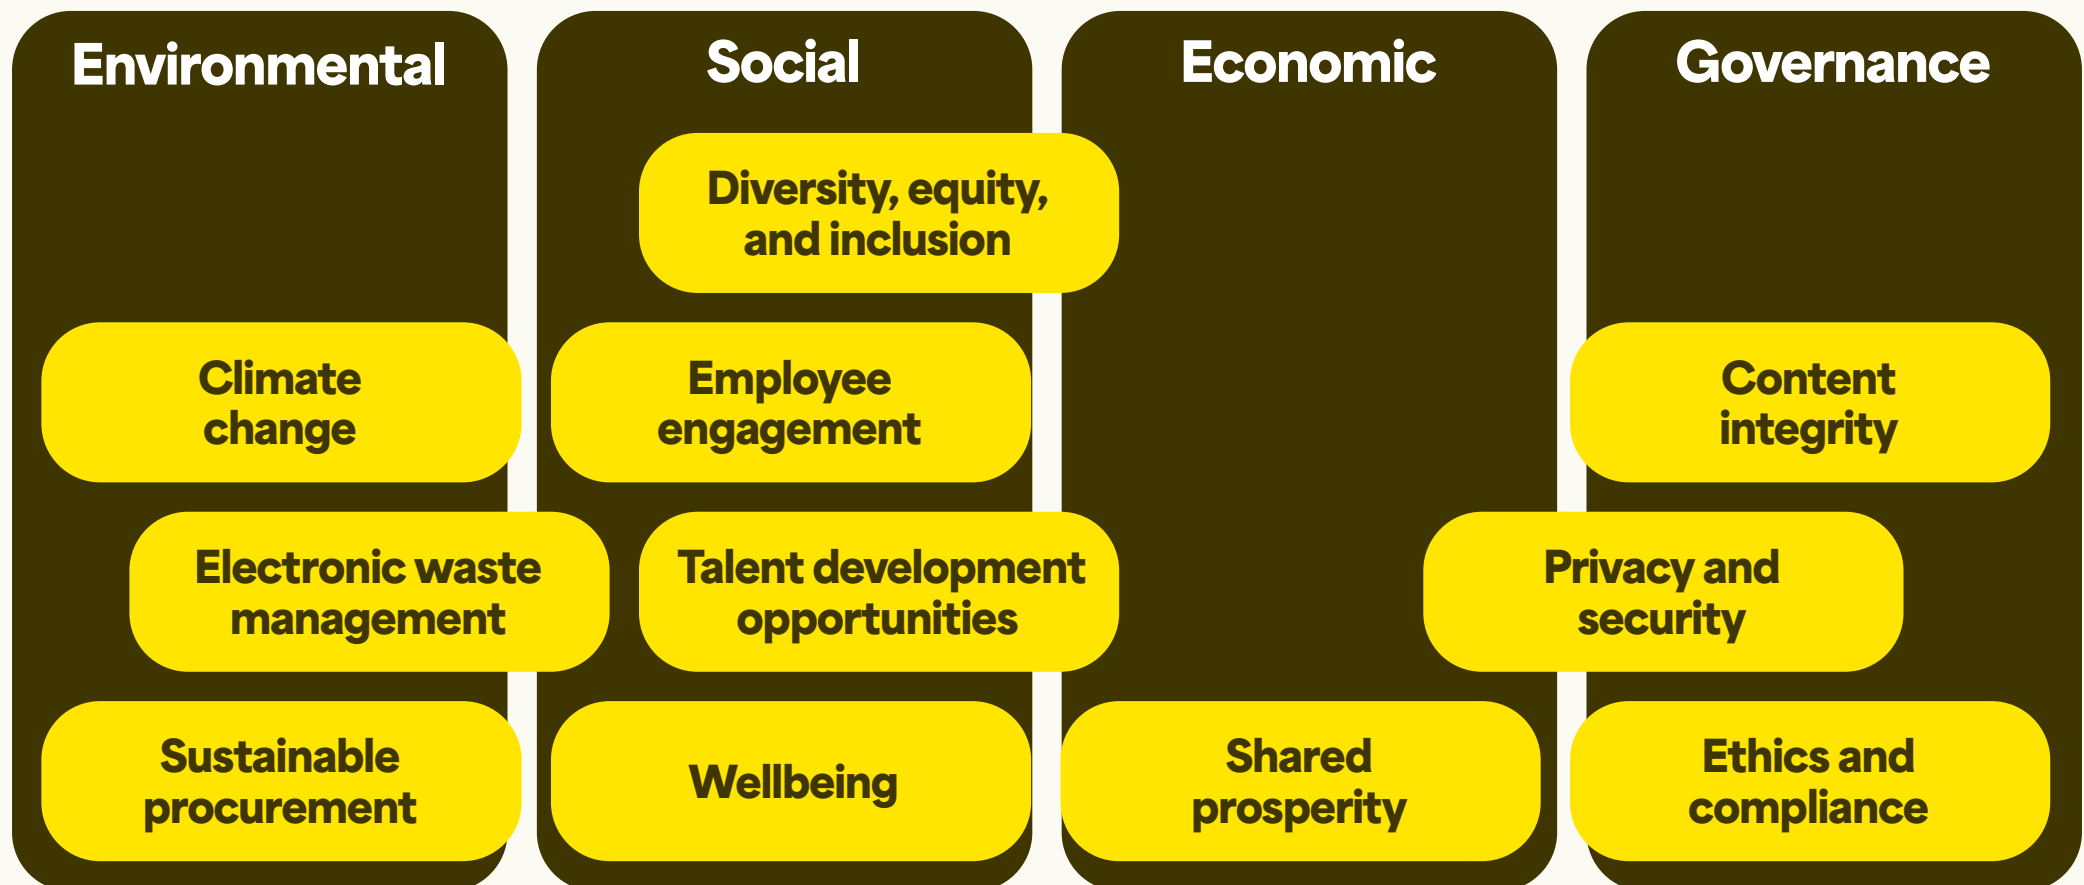 Environmental
Social
Economic
Governance
Diversity, equity,
and inclusion
Climate
change
Employee
engagement
Content
integrity
Electronic waste
management
Talent development
opportunities
Privacy and
security
Sustainable
procurement
Wellbeing
Shared
prosperity
Ethics and
compliance